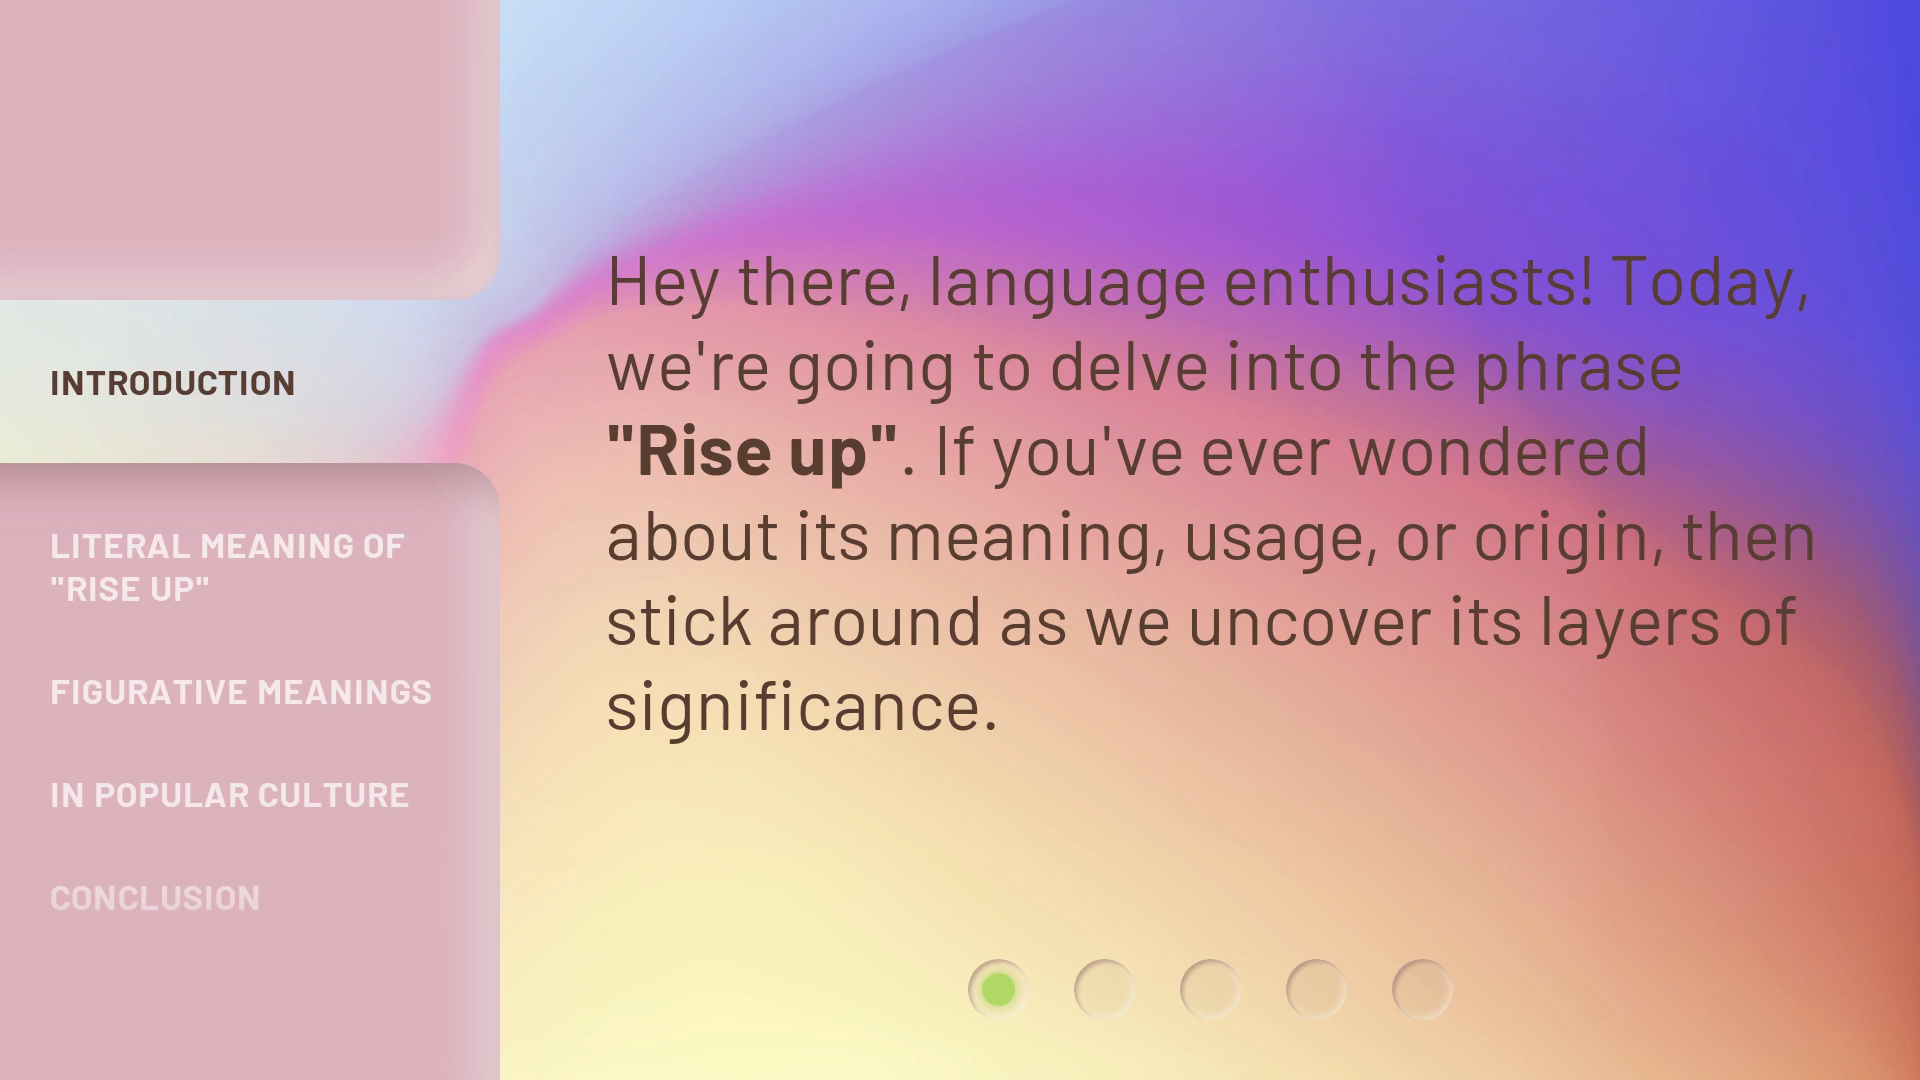 INTRODUCTION
LITERAL MEANING OF
"RISE UP"
FIGURATIVE MEANINGS
IN POPULAR CULTURE
CONCLUSION
Hey there, language enthusiasts! Today,
we're going to delve into the phrase
"Rise up". If you've ever wondered
about its meaning, usage, or origin, then
stick around as we uncover its layers of
significance.